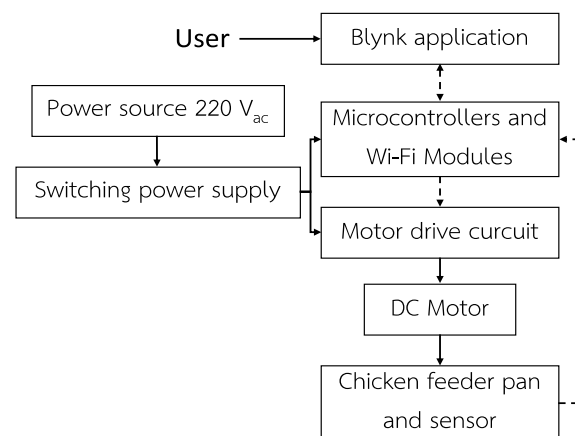 User
Blynk application
Power source 220 Vac
Microcontrollers and
Wi-Fi Modules
Switching power supply
Motor drive curcuit
DC Motor
Chicken feeder pan
and sensor